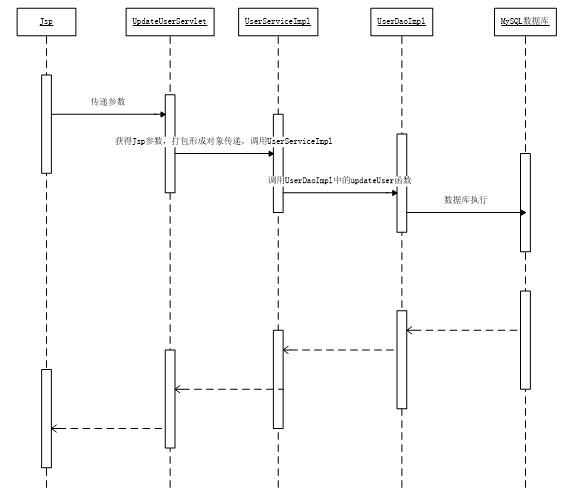 Jsp
UpdateUserServlet
UserServiceImpl
UserDaoImpl
MySQL数据库
传递参数
获得Jsp参数，打包形成对象传递，调用UserServiceImpl
调用UserDaoImpl中的updateUser函数
数据库执行